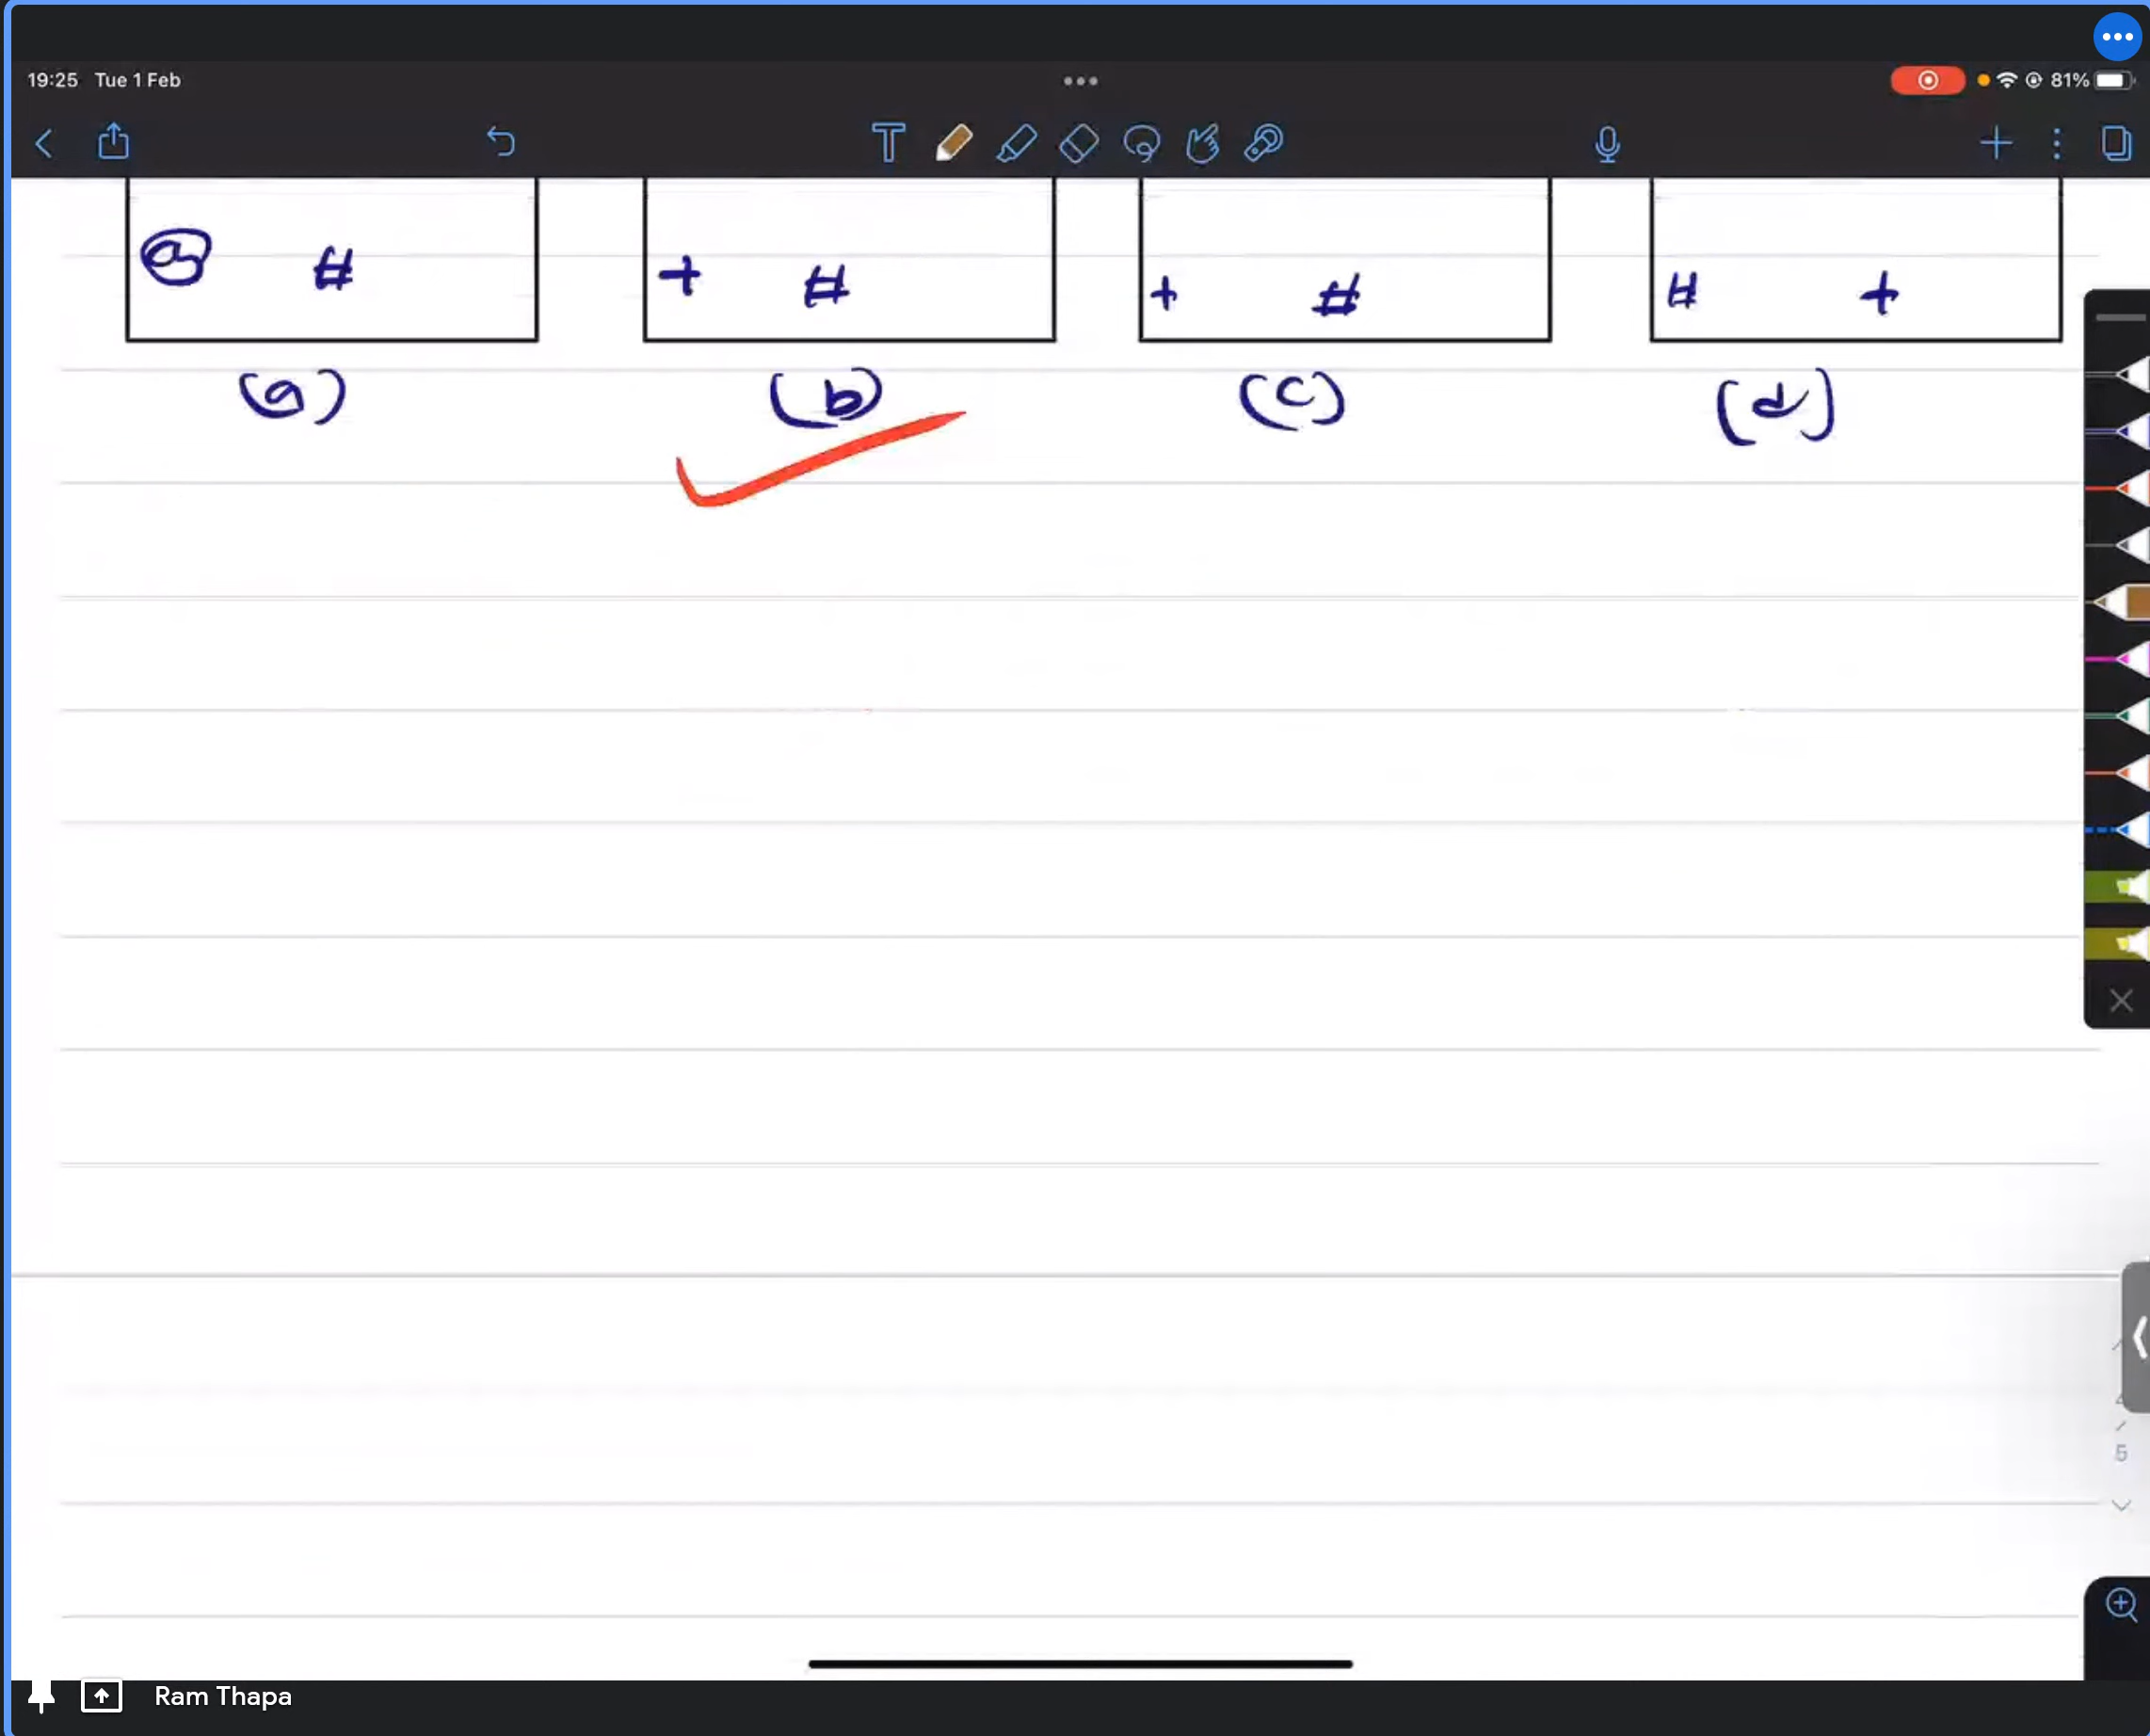 19:25 Tue 1 Feb
81%
T
# + # + # # +
(a) (b) (c) (d)
5
Ram Thapa